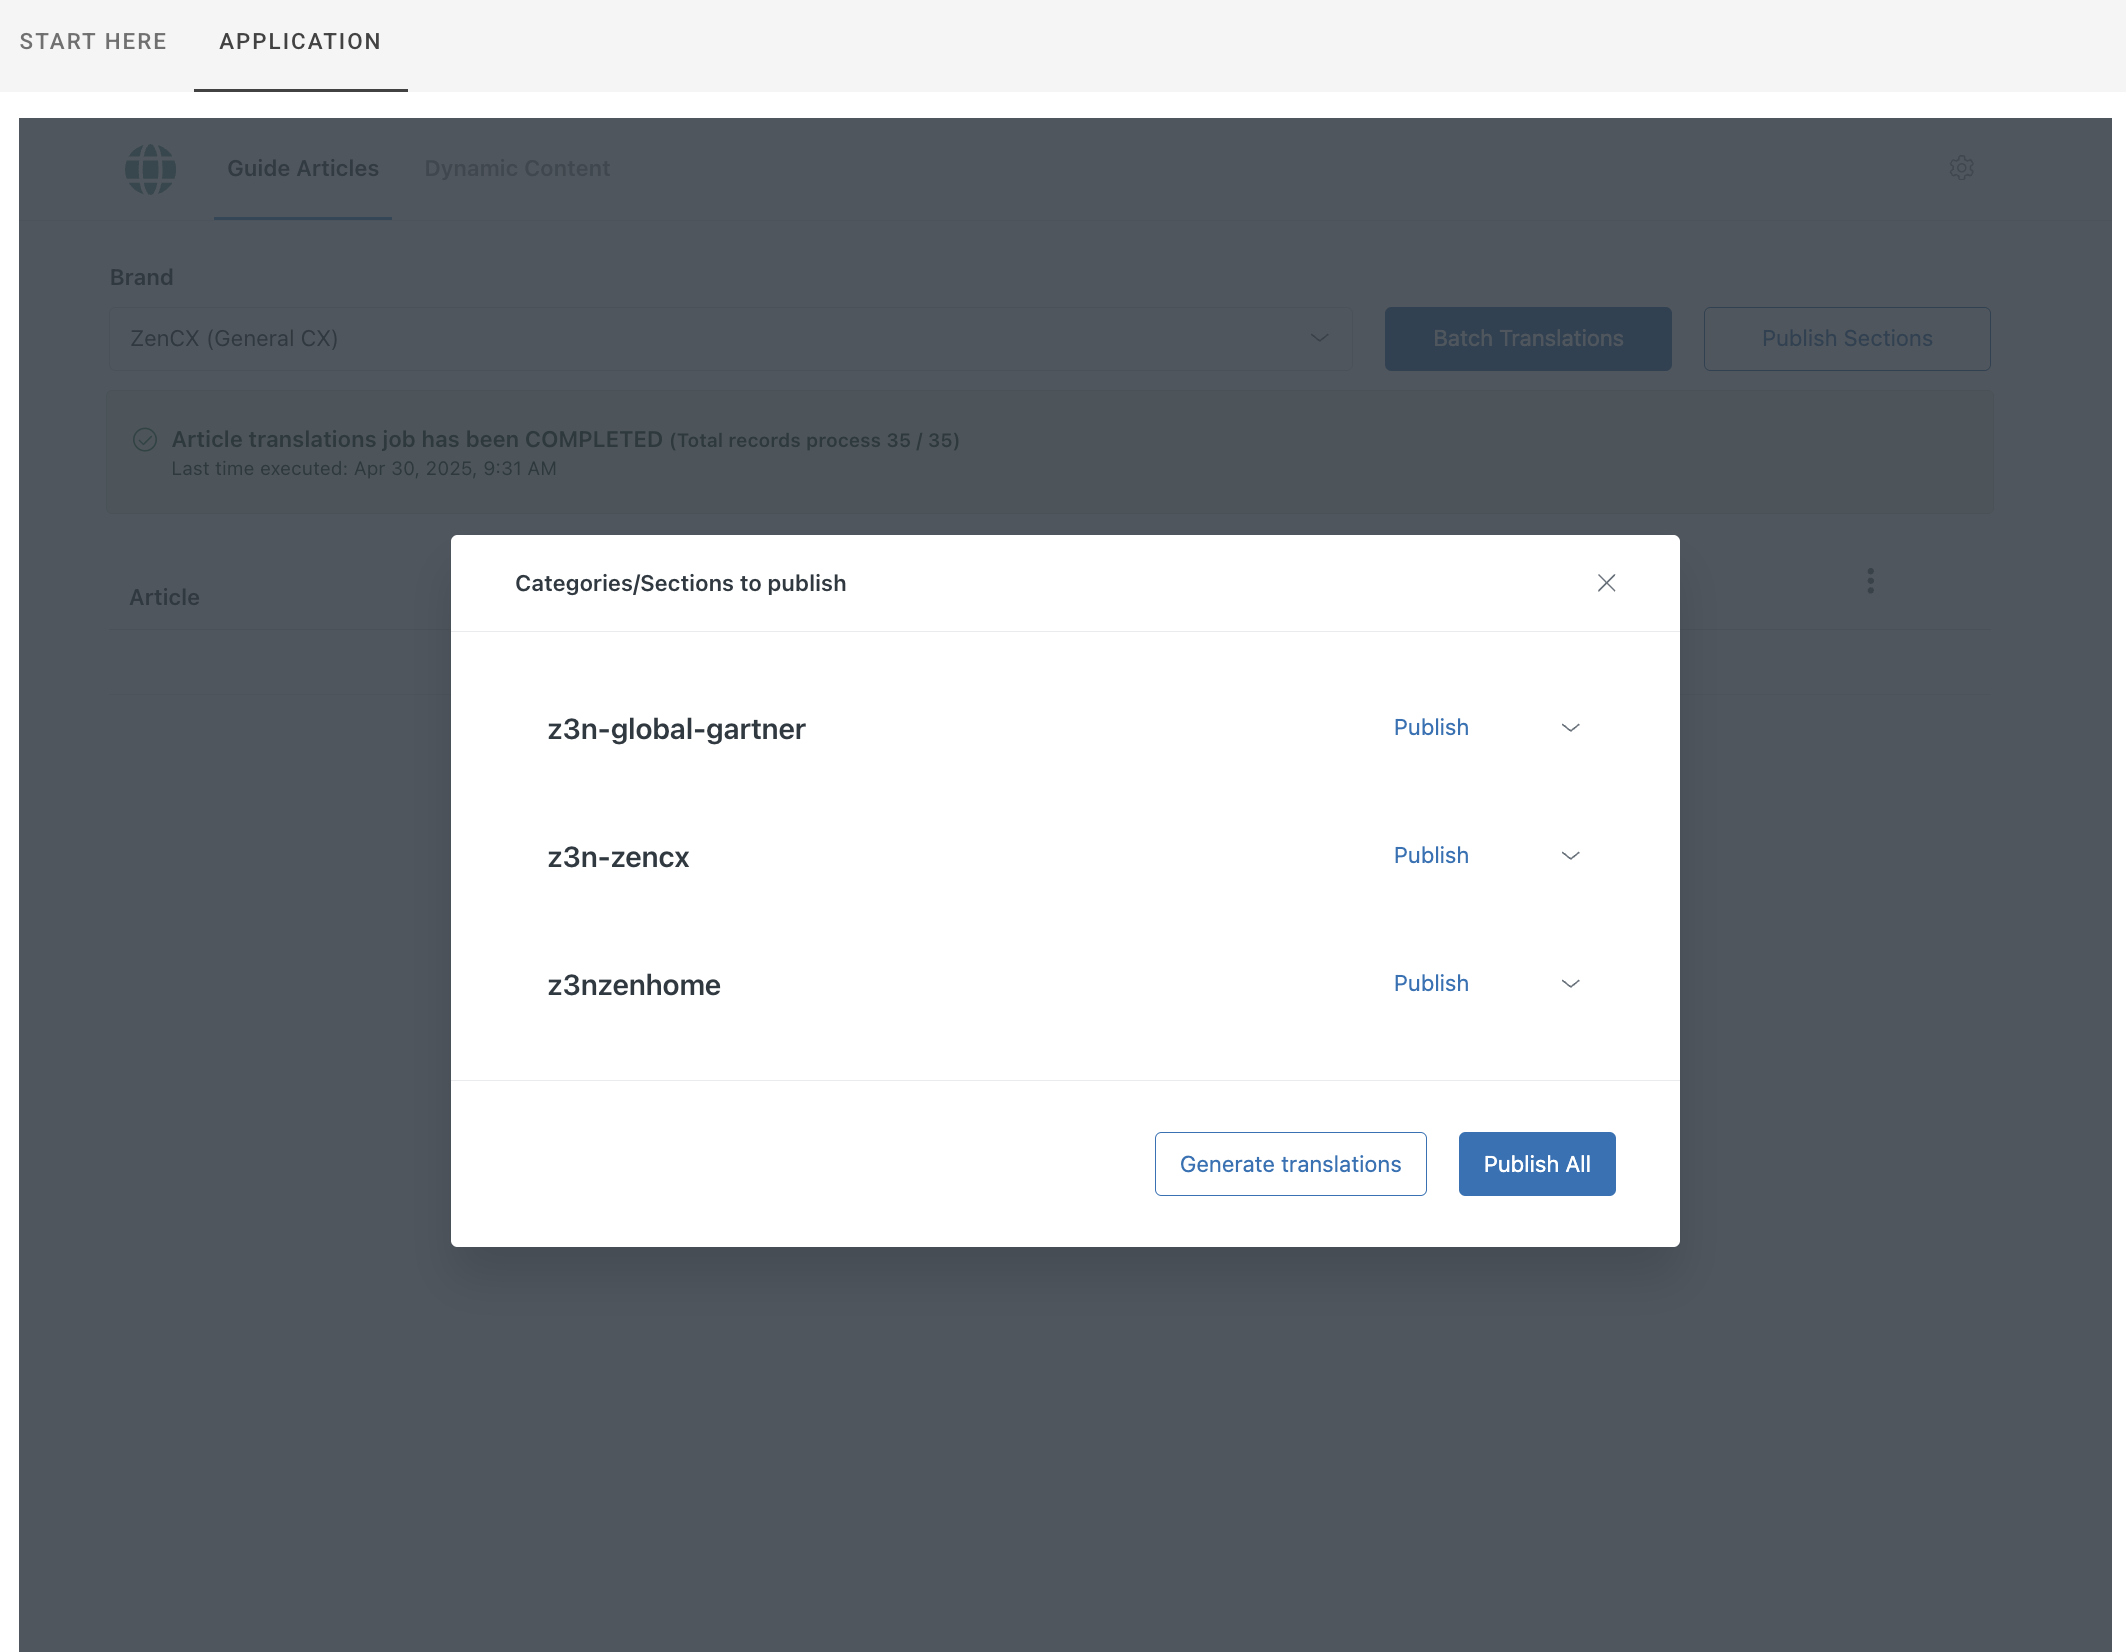 START HERE
APPLICATION
Guide Articles
Dynamic Content
Brand
ZenCX (General CX)
Batch Translations
Publish Sections
Article translations job has been COMPLETED (Total records process 35 / 35)
Last time executed: Apr 30, 2025, 9:31 AM
Article
Categories/Sections to publish
z3n-global-gartner
Publish
z3n-zencx
Publish
z3nzenhome
Publish
Generate translations
Publish All